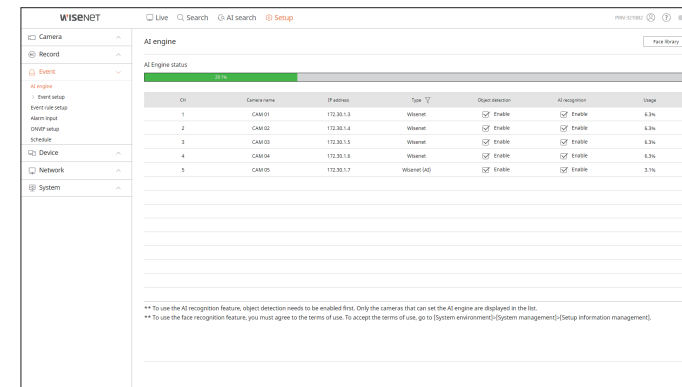 WISENET
Live Search AI search Setup
PRN-3210B2
Camera
Record
Event
AI engine
Event setup
Event rule setup
Alarm input
ONVIF setup
Schedule
Device
Network
System
AI engine
Face library
AI Engine status
CH Camera name IP address Type Object detection AI recognition Usage
1 CAM 01 172.30.1.3 Wisenet Enable Enable 6.3%
2 CAM 02 172.30.1.4 Wisenet Enable Enable 6.3%
3 CAM 03 172.30.1.5 Wisenet Enable Enable 6.3%
4 CAM 04 172.30.1.6 Wisenet Enable Enable 6.3%
5 CAM 05 172.30.1.7 Wisenet (AI) Enable Enable 3.1%
** To use the AI recognition feature, object detection needs to be enabled first. Only the cameras that can set the AI engine are displayed in the list.
** To use the face recognition feature, you must agree to the terms of use. To accept the terms of use, go to [System environment]>[System management]>[Setup information management].